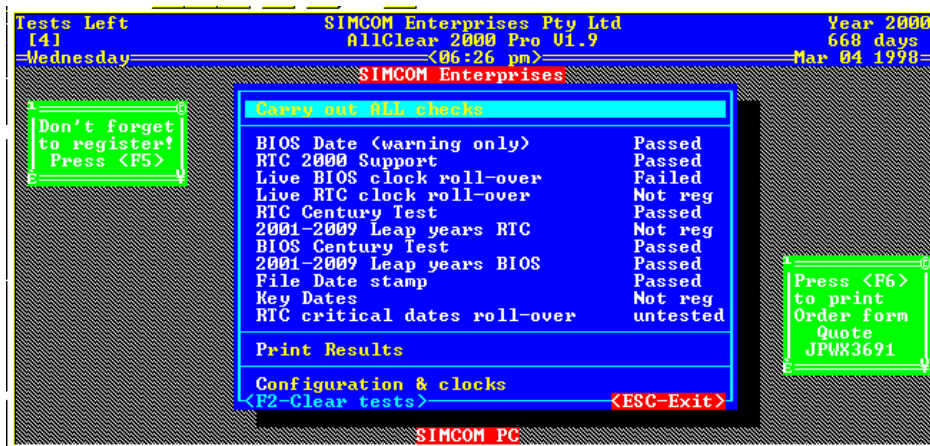 Tests Left SIMCOM Enterprises Pty Ltd Year 2000
[4] AllClear 2000 Pro V1.9 668 days
Wednesday <06:26 pm> Mar 04 1998
SIMCOM Enterprises
Carry out ALL checks
Don't forget
to register!
Press <F5>
BIOS Date (warning only) Passed
RTC 2000 Support Passed
Live BIOS clock roll-over Failed
Live RTC clock roll-over Not reg
RTC Century Test Passed
2001-2009 Leap years RTC Not reg
BIOS Century Test Passed
2001-2009 Leap years BIOS Passed
File Date stamp Passed
Key Dates Not reg
RTC critical dates roll-over untested
Press <F6>
to print
Order form
Quote
JPWX3691
Print Results
Configuration & clocks
<F2-Clear tests> <ESC-Exit>
SIMCOM PC